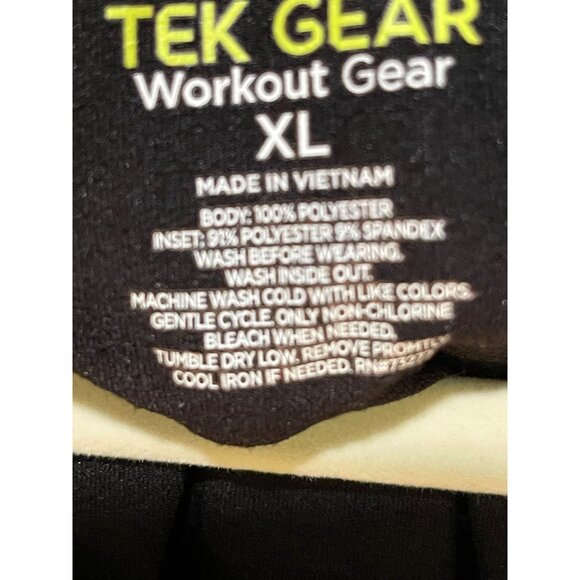 TEK GEAR
Workout Gear
XL
MADE IN VIETNAM
BODY: 100% POLYESTER
INSET: 91% POLYESTER 9% SPANDEX
WASH BEFORE WEARING.
WASH INSIDE OUT.
MACHINE WASH COLD WITH LIKE COLORS.
GENTLE CYCLE. ONLY NON-CHLORINE
BLEACH WHEN NEEDED.
TUMBLE DRY LOW. REMOVE PROMTLY.
COOL IRON IF NEEDED.